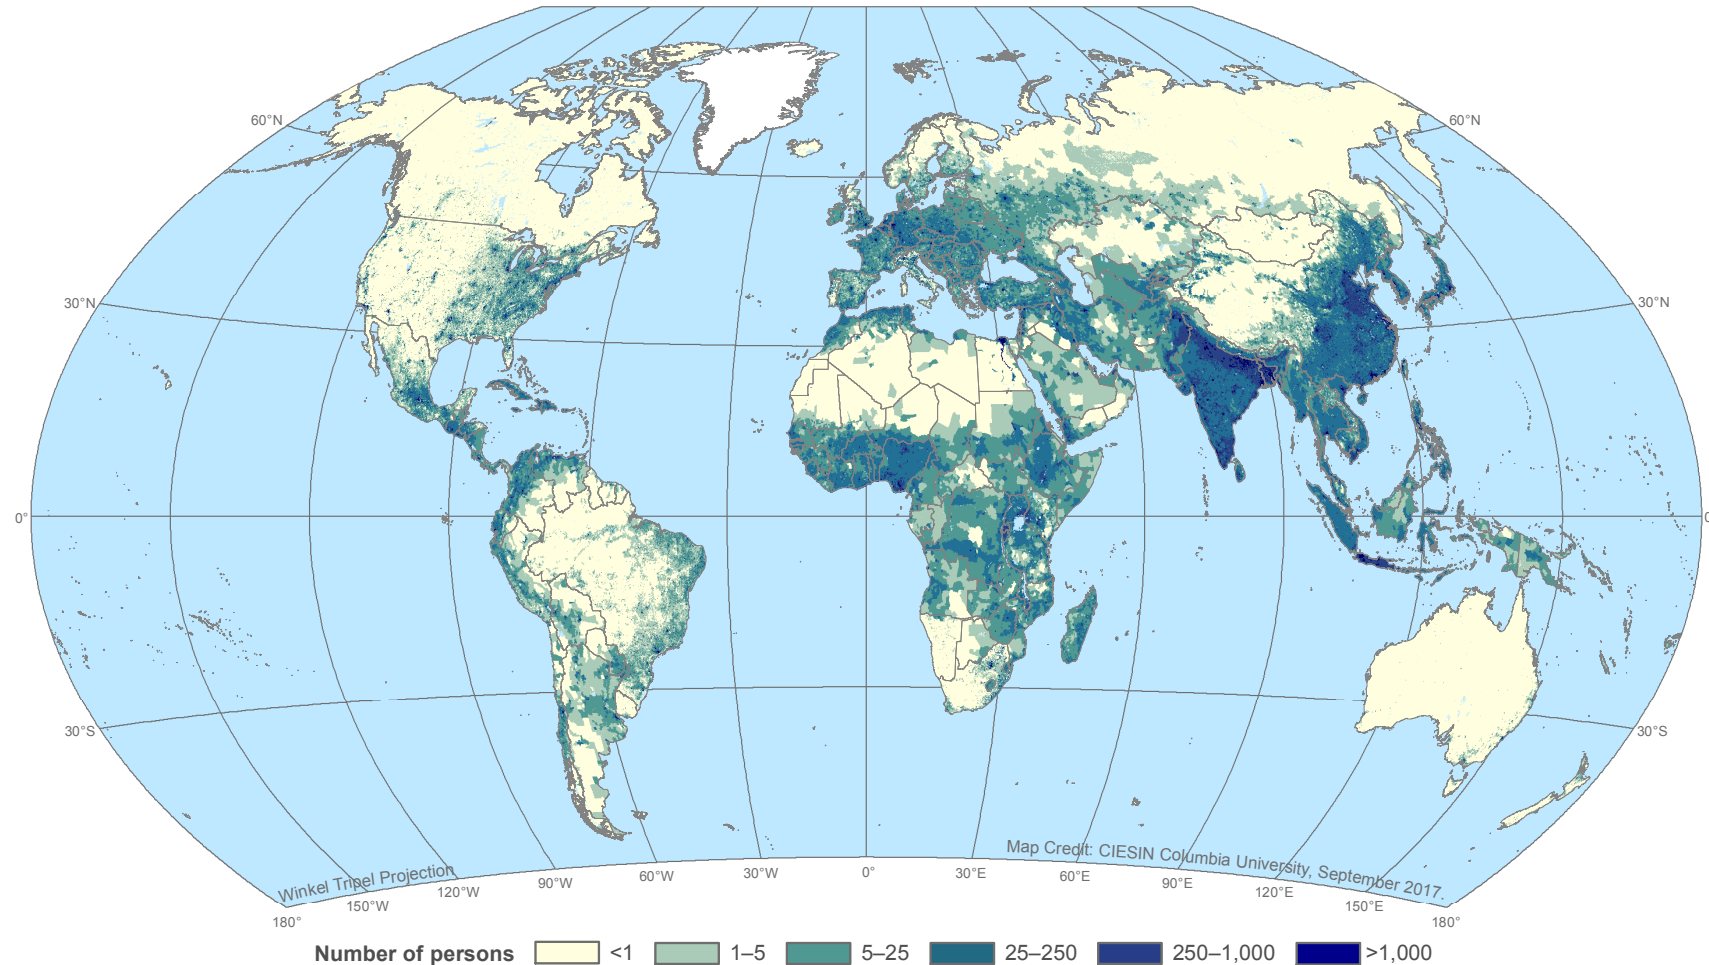 60°N
60°N
30°N
30°N
0°
30°S
30°S
Winkel Tripel Projection
Map Credit: CIESIN Columbia University, September 2017.
180°
150°W
120°W
90°W
60°W
30°W
0°
30°E
60°E
90°E
120°E
150°E
180°
Number of persons <1 1–5 5–25 25–250 250–1,000 >1,000